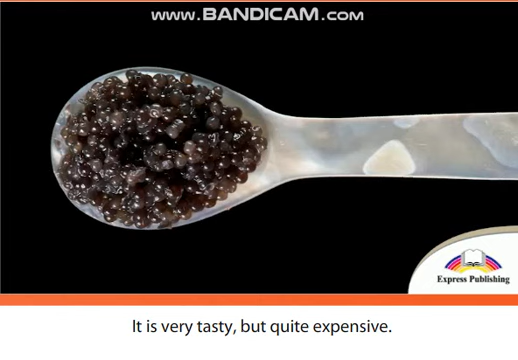 www.BANDICAM.com
Express Publishing
It is very tasty, but quite expensive.